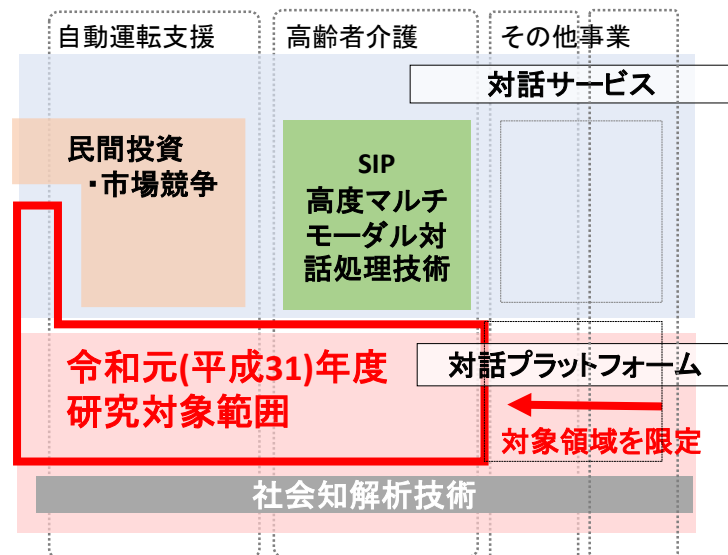 自動運転支援
高齢者介護
その他事業
対話サービス
民間投資
・市場競争
SIP
高度マルチ
モーダル対
話処理技術
令和元(平成31)年度
研究対象範囲
対話プラットフォーム
対象領域を限定
社会知解析技術